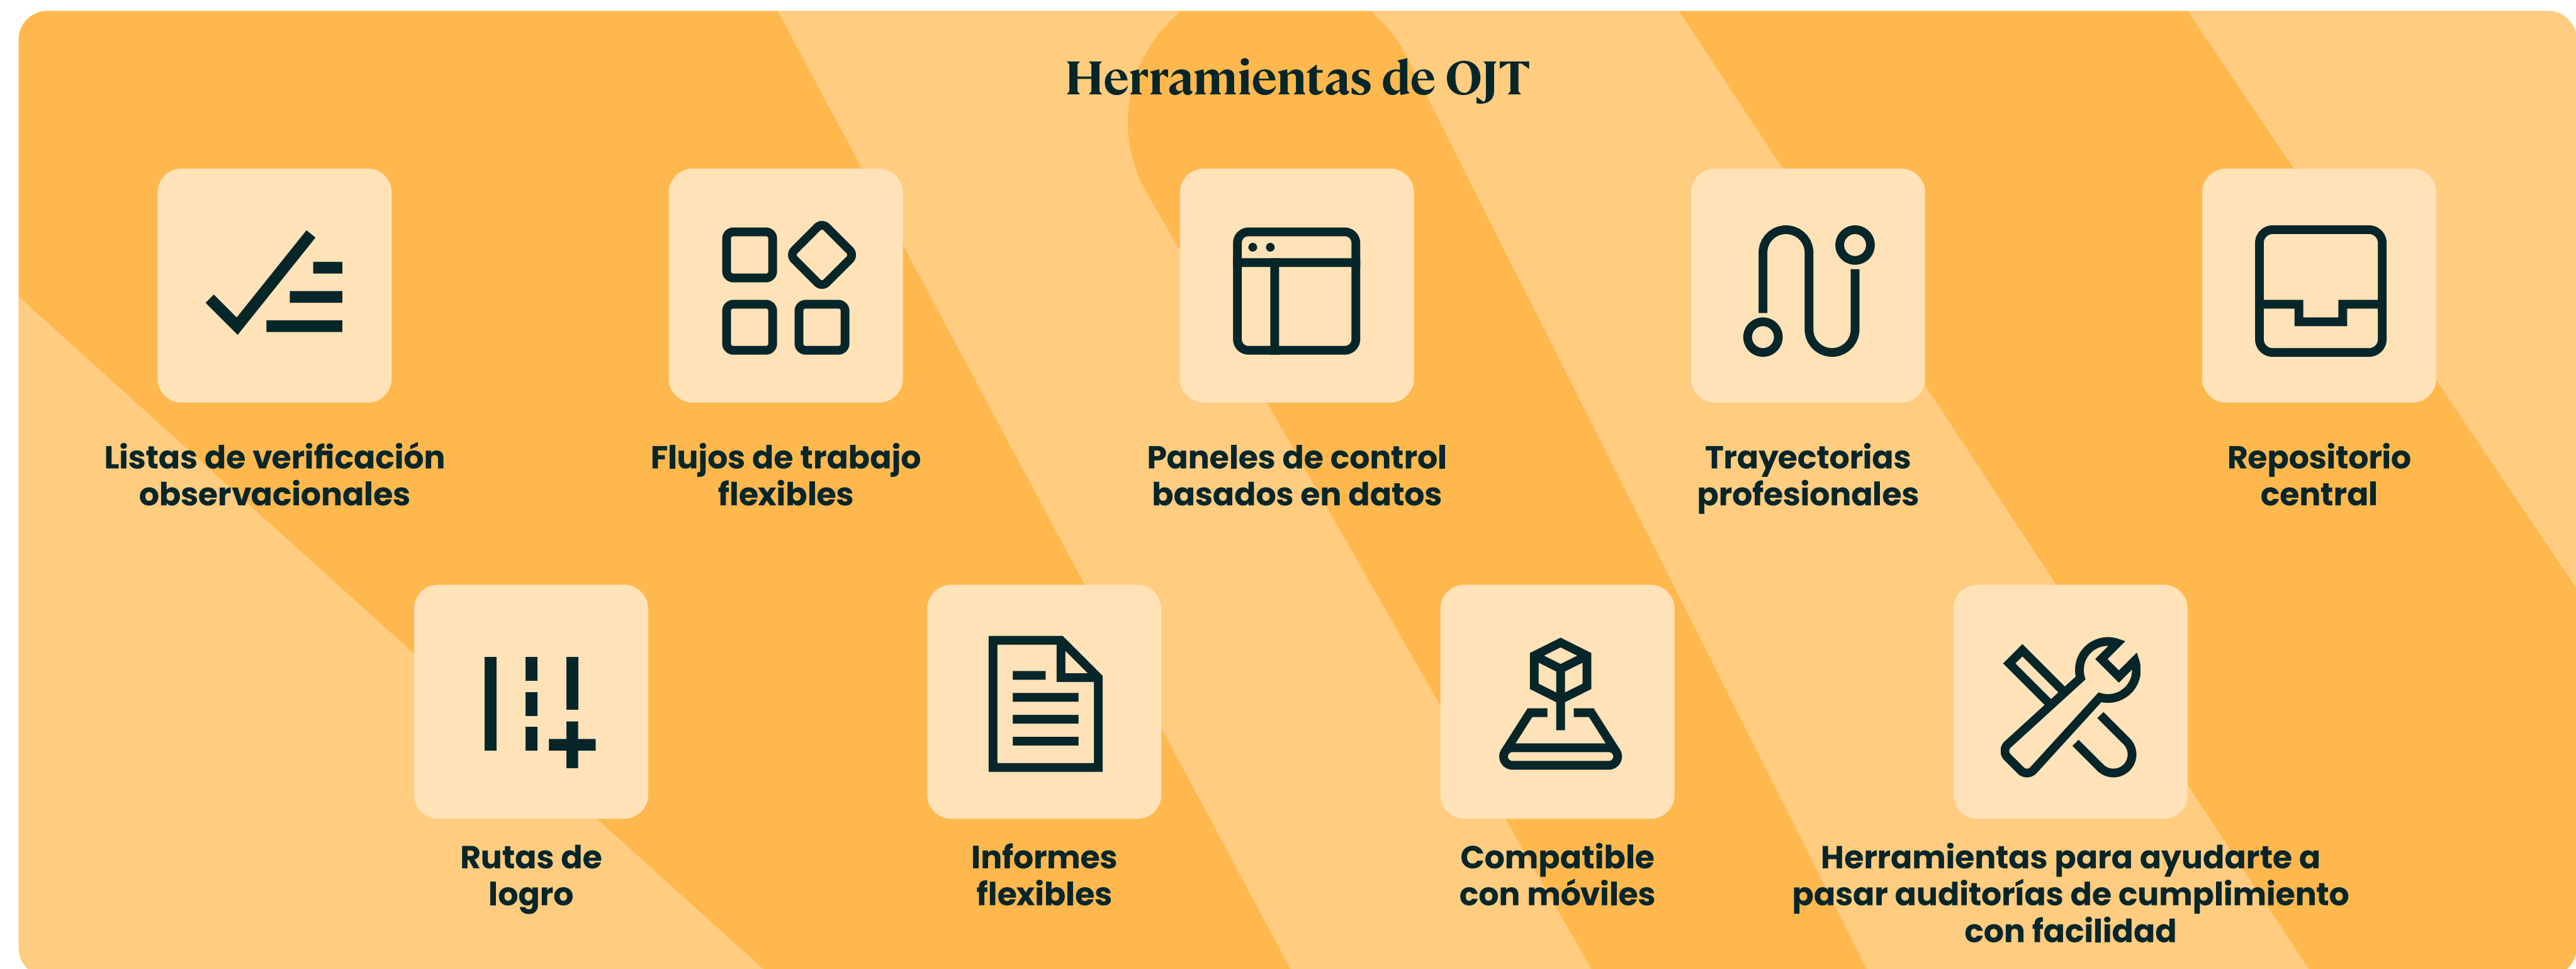 Herramientas de OJT
Listas de verificación
observacionales
Flujos de trabajo
flexibles
Paneles de control
basados en datos
Trayectorias
profesionales
Repositorio
central
Rutas de
logro
Informes
flexibles
Compatible
con móviles
Herramientas para ayudarte a
pasar auditorías de cumplimiento
con facilidad